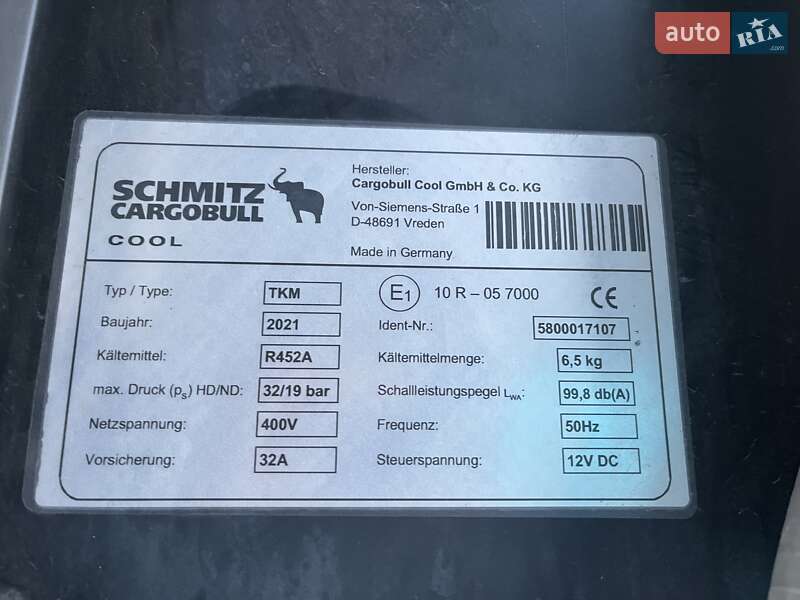 auto RIA.com
SCHMITZ
CARGOBULL
COOL
Hersteller:
Cargobull Cool GmbH & Co. KG
Von-Siemens-Straße 1
D-48691 Vreden
Made in Germany
Typ / Type: TKM
E1 10 R – 05 7000 CE
Baujahr: 2021
Ident-Nr.: 5800017107
Kältemittel: R452A
Kältemittelmenge: 6,5 kg
max. Druck (ps) HD/ND: 32/19 bar
Schallleistungspegel LWA: 99,8 db(A)
Netzspannung: 400V
Frequenz: 50Hz
Vorsicherung: 32A
Steuerspannung: 12V DC